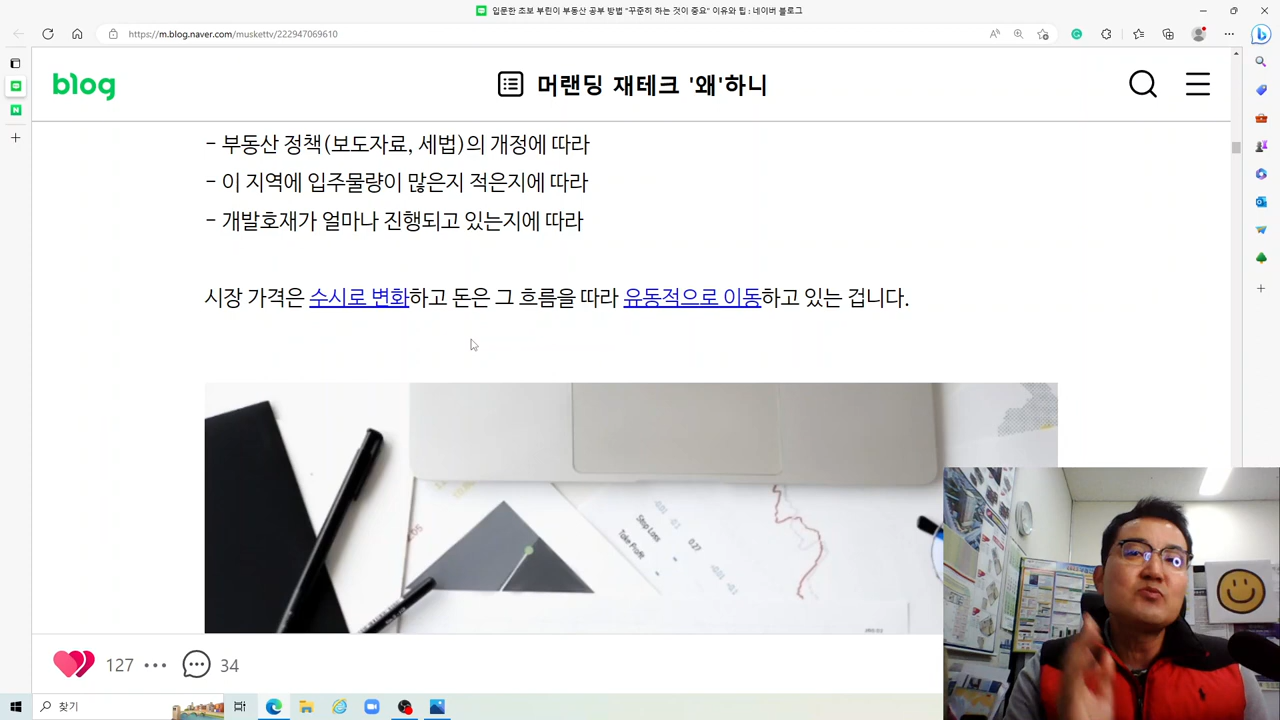 입문한 초보 부린이 부동산 공부 방법 "꾸준히 하는 것이 중요" 이유와 팁 : 네이버 블로그
https://m.blog.naver.com/muskettv/222947069610
blog
머랜딩 재테크 '왜'하니
- 부동산 정책(보도자료, 세법)의 개정에 따라
- 이 지역에 입주물량이 많은지 적은지에 따라
- 개발호재가 얼마나 진행되고 있는지에 따라
시장 가격은 수시로 변화하고 돈은 그 흐름을 따라 유동적으로 이동하고 있는 겁니다.
Stop Loss
Take Profit
0.27
127
34
찾기